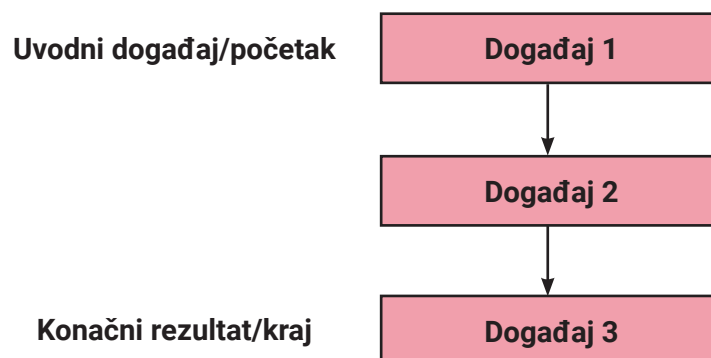 Uvodni događaj/početak
Događaj 1
Događaj 2
Konačni rezultat/kraj
Događaj 3